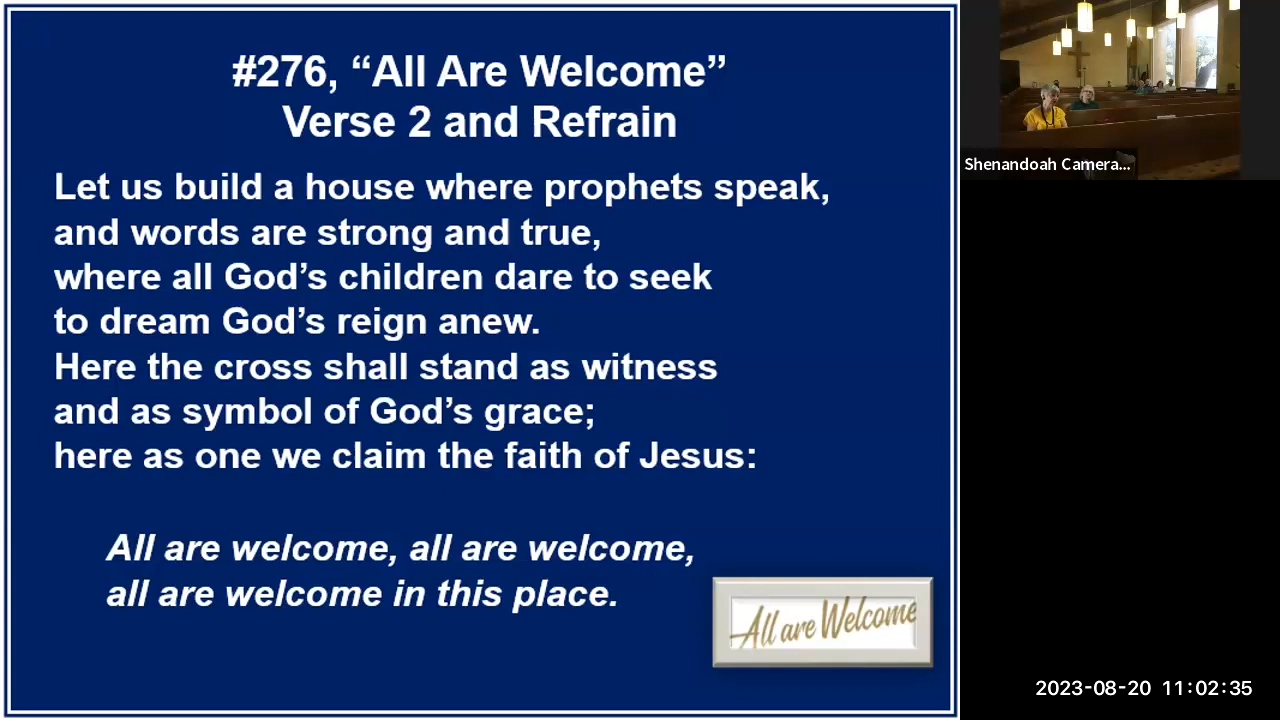 #276, “All Are Welcome”
Verse 2 and Refrain
Let us build a house where prophets speak,
and words are strong and true,
where all God’s children dare to seek
to dream God’s reign anew.
Here the cross shall stand as witness
and as symbol of God’s grace;
here as one we claim the faith of Jesus:
All are welcome, all are welcome,
all are welcome in this place.
All are Welcome
Shenandoah Camera...
2023-08-20 11:02:35